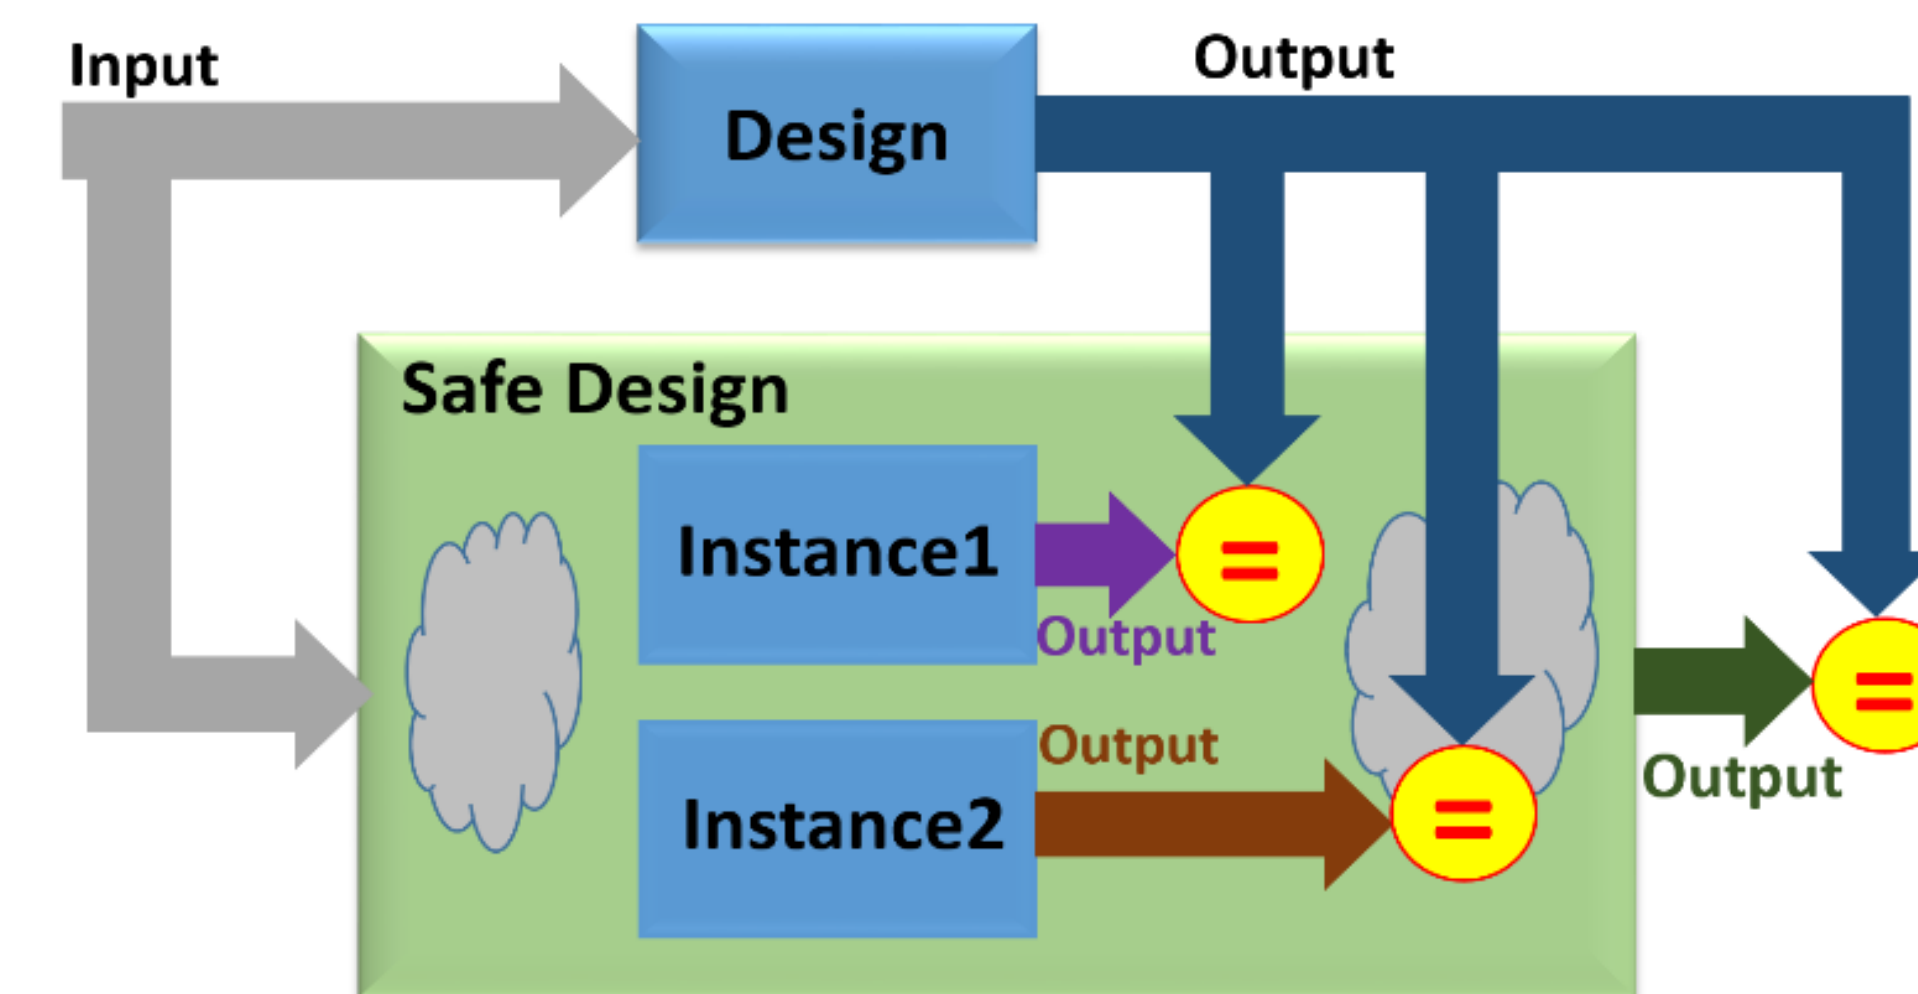 Input
Output
Design
Safe Design
Instance1
=
Output
=
Output
Instance2
=
Output